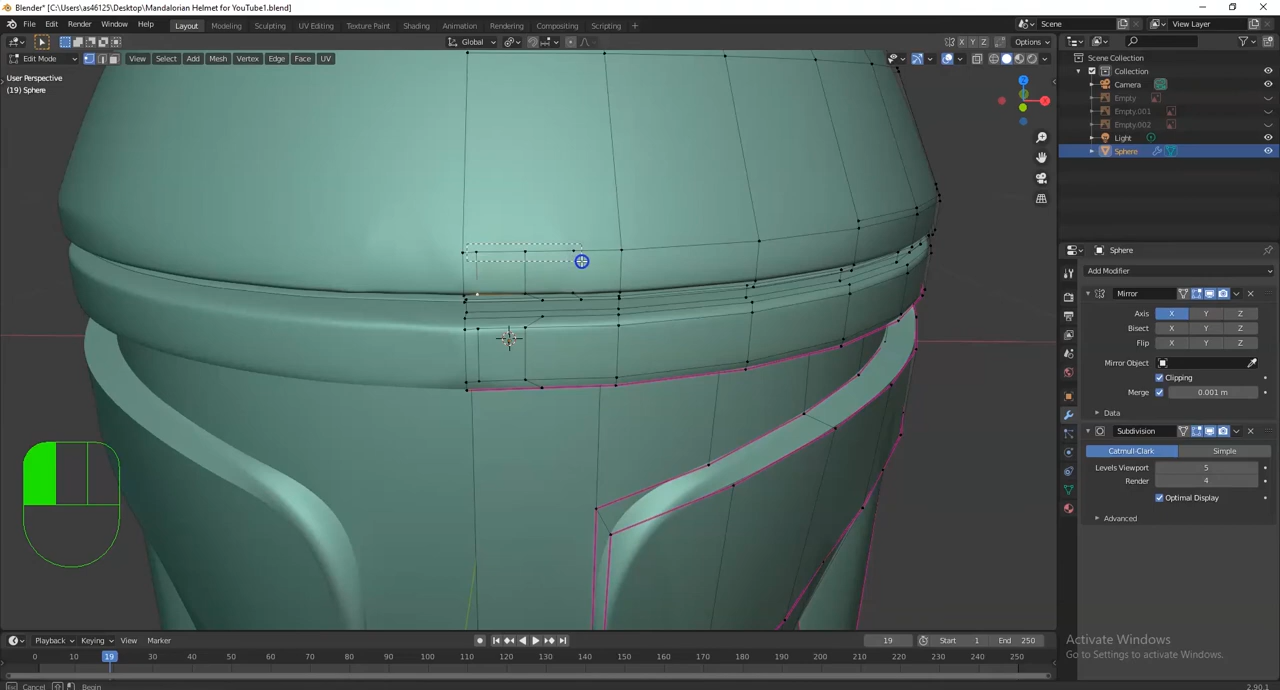 Blender* [C:\Users\as46125\Desktop\Mandalorian Helmet for YouTube1.blend]
File Edit Render Window Help Layout Modeling Sculpting UV Editing Texture Paint Shading Animation Rendering Compositing Scripting + Scene View Layer
Global X Y Z Options
Edit Mode View Select Add Mesh Vertex Edge Face UV
User Perspective
(19) Sphere
Z
X
Scene Collection
Collection
Camera
Empty
Empty.001
Empty.002
Light
Sphere
Sphere
Add Modifier
Mirror
Axis X Y Z
Bisect X Y Z
Flip X Y Z
Mirror Object
Clipping
Merge 0.001 m
Data
Subdivision
Catmull-Clark Simple
Levels Viewport 5
Render 4
Optimal Display
Advanced
Playback Keying View Marker 19 Start 1 End 250
0 10 19 30 40 50 60 70 80 90 100 110 120 130 140 150 160 170 180 190 200 210 220 230 240 250
Activate Windows
Go to Settings to activate Windows.
Cancel Begin 2.90.1